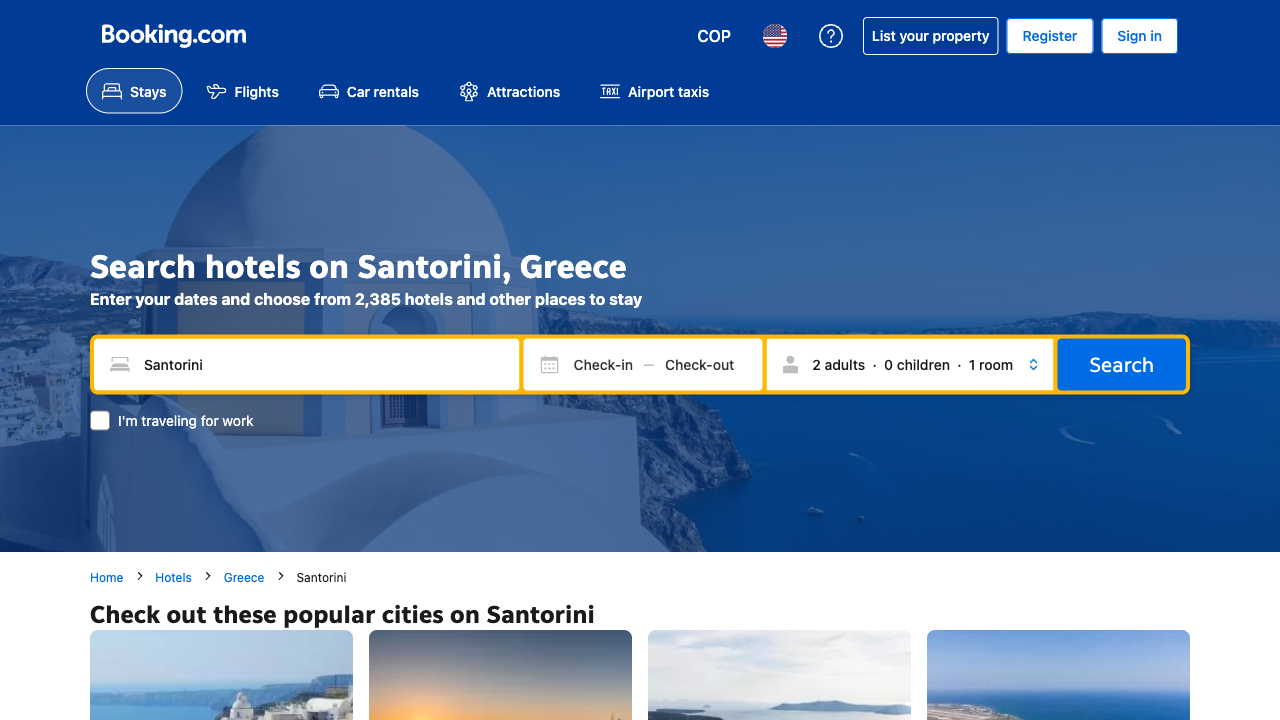 Booking.com
COP
List your property
Register
Sign in
Stays
Flights
Car rentals
Attractions
TAXI
Airport taxis
Search hotels on Santorini, Greece
Enter your dates and choose from 2,385 hotels and other places to stay
Santorini
Check-in — Check-out
2 adults · 0 children · 1 room
Search
I'm traveling for work
Home
Hotels
Greece
Santorini
Check out these popular cities on Santorini